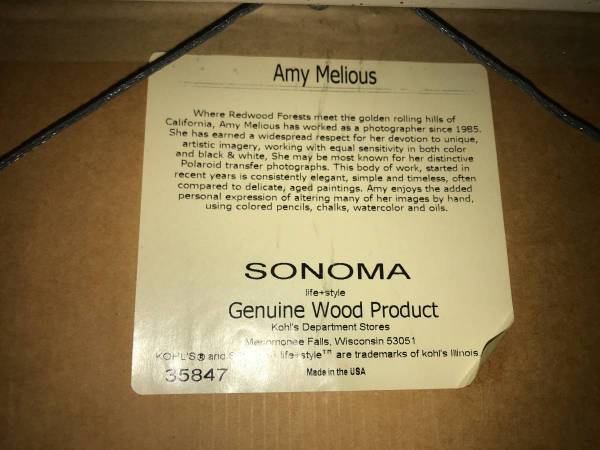 Amy Melious
Where Redwood Forests meet the golden rolling hills of
California, Amy Melious has worked as a photographer since 1985.
She has earned a widespread respect for her devotion to unique,
artistic imagery, working with equal sensitivity in both color
and black & white, She may be most known for her distinctive
Polaroid transfer photographs. This body of work, started in
recent years is consistently elegant, simple and timeless, often
compared to delicate, aged paintings. Amy enjoys the added
personal expression of altering many of her images by hand,
using colored pencils, chalks, watercolor and oils.
SONOMA
life+style
Genuine Wood Product
Kohl's Department Stores
Menomonee Falls, Wisconsin 53051
KOHL'S® and life+style™ are trademarks of kohl's Illinois
35847
Made in the USA